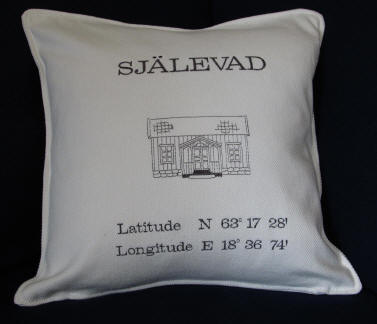 SJÄLEVAD
Latitude N 63° 17 28'
Longitude E 18° 36 74'